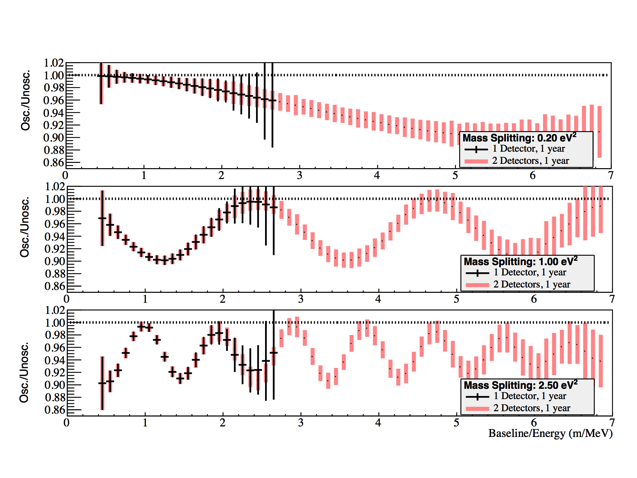 1.02
1.00
0.98
0.96
0.94
0.92
0.90
0.88
0.86
Osc./Unosc.
Mass Splitting: 0.20 eV²
1 Detector, 1 year
2 Detectors, 1 year
0 1 2 3 4 5 6 7
1.02
1.00
0.98
0.96
0.94
0.92
0.90
0.88
0.86
Osc./Unosc.
Mass Splitting: 1.00 eV²
1 Detector, 1 year
2 Detectors, 1 year
0 1 2 3 4 5 6 7
1.02
1.00
0.98
0.96
0.94
0.92
0.90
0.88
0.86
Osc./Unosc.
Mass Splitting: 2.50 eV²
1 Detector, 1 year
2 Detectors, 1 year
0 1 2 3 4 5 6 7
Baseline/Energy (m/MeV)